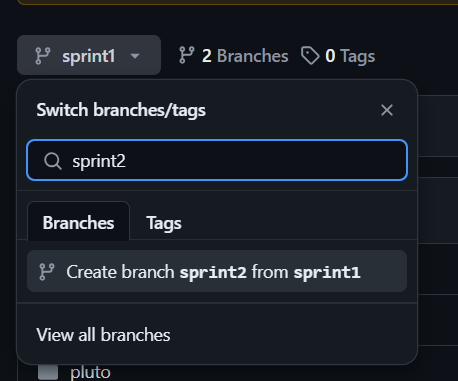 sprint1 2 Branches 0 Tags
Switch branches/tags
sprint2
Branches Tags
Create branch sprint2 from sprint1
View all branches
pluto